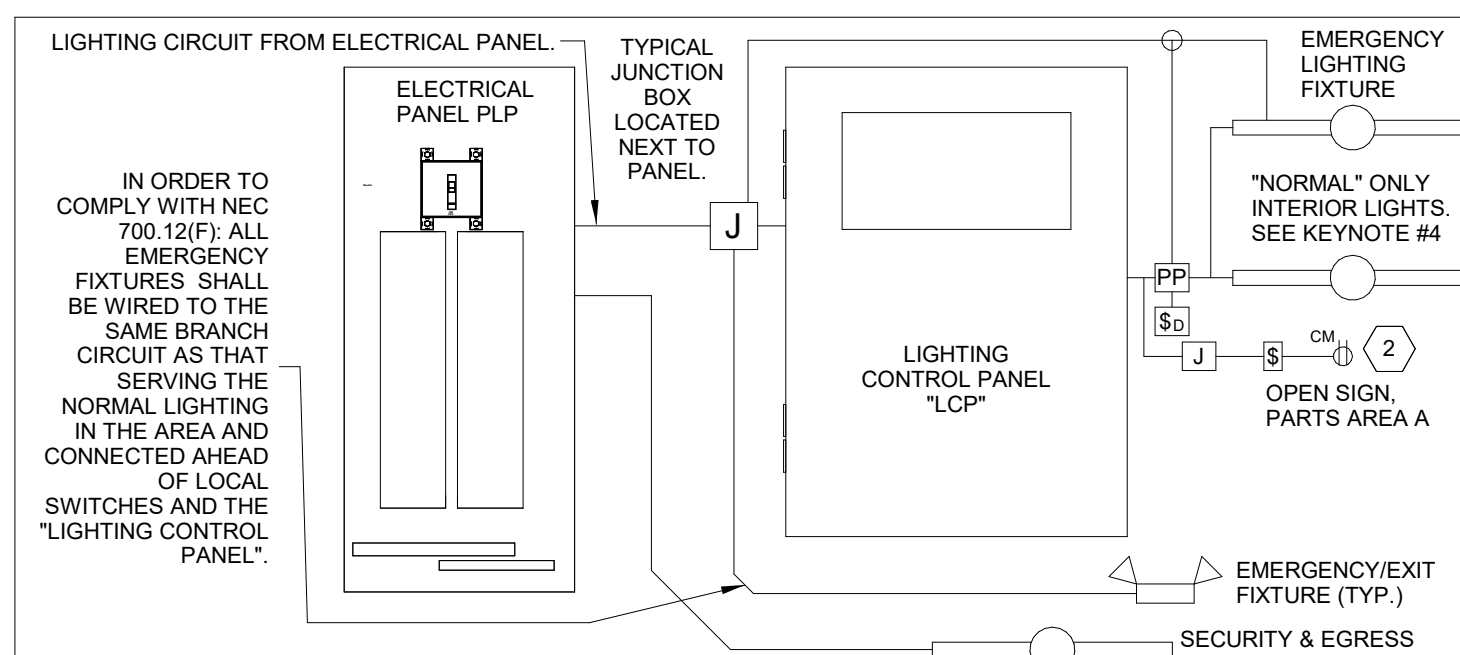 LIGHTING CIRCUIT FROM ELECTRICAL PANEL.
ELECTRICAL
PANEL PLP
TYPICAL
JUNCTION
BOX
LOCATED
NEXT TO
PANEL.
EMERGENCY
LIGHTING
FIXTURE
IN ORDER TO
COMPLY WITH NEC
700.12(F): ALL
EMERGENCY
FIXTURES SHALL
BE WIRED TO THE
SAME BRANCH
CIRCUIT AS THAT
SERVING THE
NORMAL LIGHTING
IN THE AREA AND
CONNECTED AHEAD
OF LOCAL
SWITCHES AND THE
"LIGHTING CONTROL
PANEL".
J
"NORMAL" ONLY
INTERIOR LIGHTS.
SEE KEYNOTE #4
PP
$D
J
$
CM
2
OPEN SIGN,
PARTS AREA A
LIGHTING
CONTROL PANEL
"LCP"
EMERGENCY/EXIT
FIXTURE (TYP.)
SECURITY & EGRESS